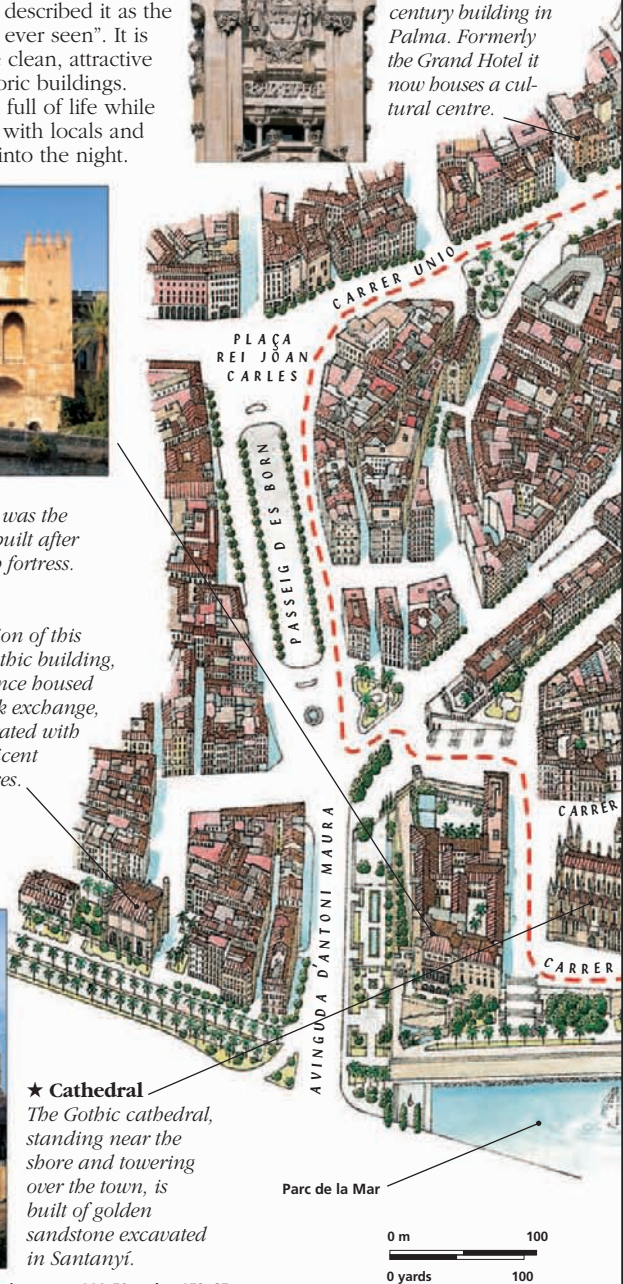 described it as the
ever seen”. It is
clean, attractive
oric buildings.
full of life while
with locals and
into the night.
century building in
Palma. Formerly
the Grand Hotel it
now houses a cul-
tural centre.
CARRER UNIO
PLAÇA
REI JOAN
CARLES
PASSEIG D ES BORN
was the
built after
fortress.
ion of this
thic building,
nce housed
k exchange,
ated with
icent
es.
CARRER
CARRER
AVINGUDA D'ANTONI MAURA
★ Cathedral
The Gothic cathedral,
standing near the
shore and towering
over the town, is
built of golden
sandstone excavated
in Santanyí.
Parc de la Mar
0 m 100
0 yards 100